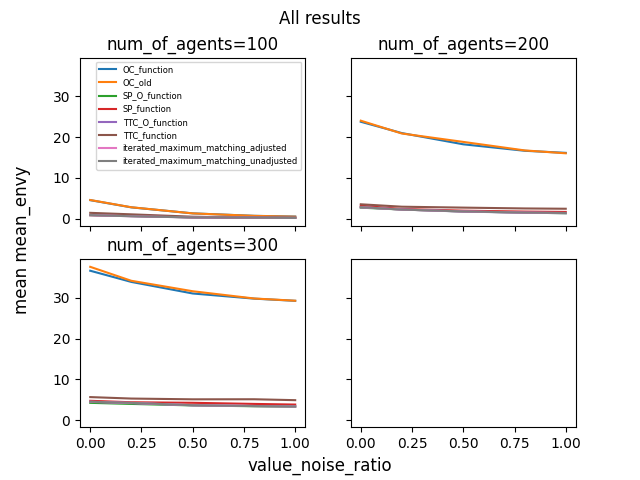 All results
num_of_agents=100
num_of_agents=200
OC_function
OC_old
SP_O_function
SP_function
TTC_O_function
TTC_function
iterated_maximum_matching_adjusted
iterated_maximum_matching_unadjusted
30
20
10
0
num_of_agents=300
30
20
10
0
0.00 0.25 0.50 0.75 1.00
0.00 0.25 0.50 0.75 1.00
mean mean_envy
value_noise_ratio